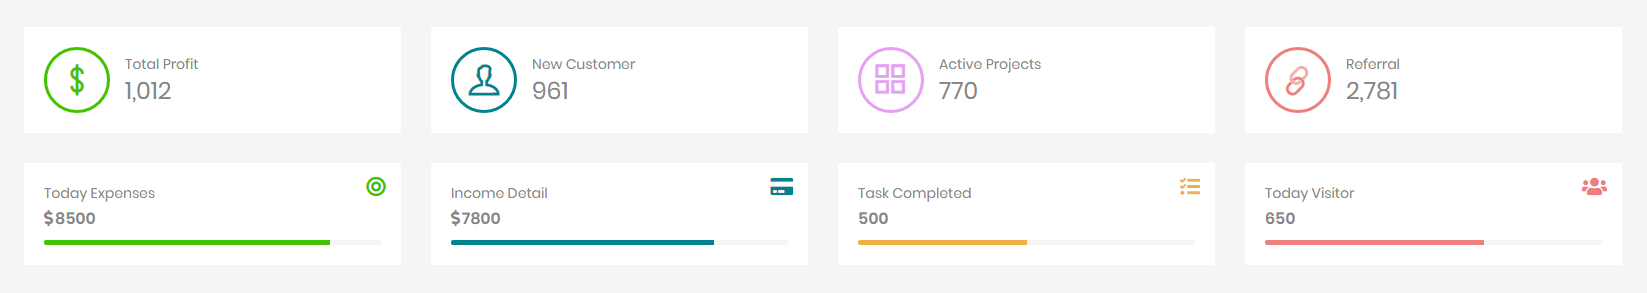 Total Profit
1,012
New Customer
961
Active Projects
770
Referral
2,781
Today Expenses
$8500
Income Detail
$7800
Task Completed
500
Today Visitor
650